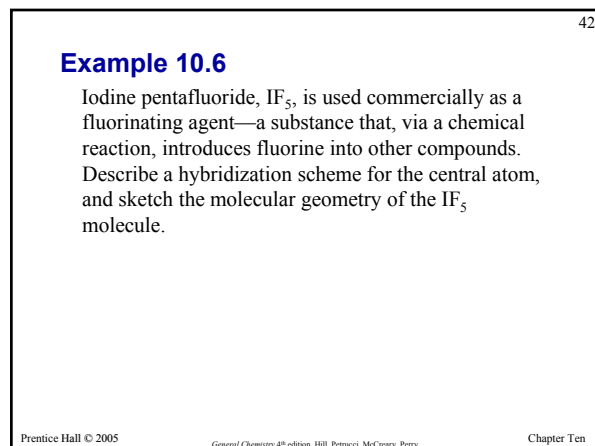 42
Example 10.6
Iodine pentafluoride, IF₅, is used commercially as a
fluorinating agent—a substance that, via a chemical
reaction, introduces fluorine into other compounds.
Describe a hybridization scheme for the central atom,
and sketch the molecular geometry of the IF₅
molecule.
Prentice Hall © 2005
General Chemistry 4th edition, Hill, Petrucci, McCreary, Perry
Chapter Ten